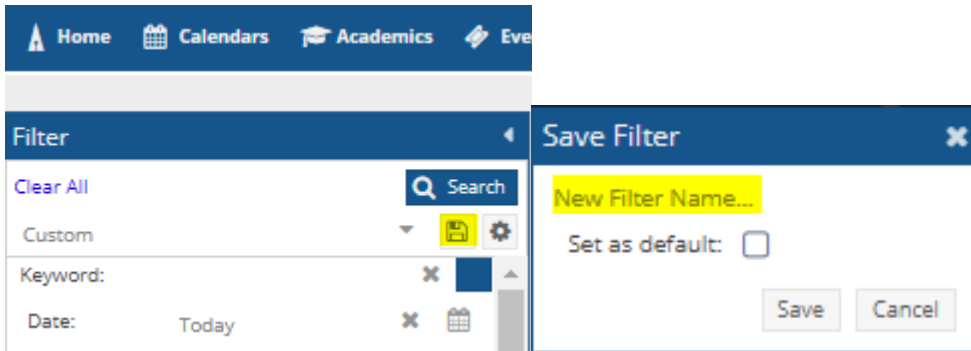 Home Calendars Academics Eve
Filter
Clear All Search
Custom
Keyword:
Date: Today
Save Filter
New Filter Name...
Set as default:
Save Cancel